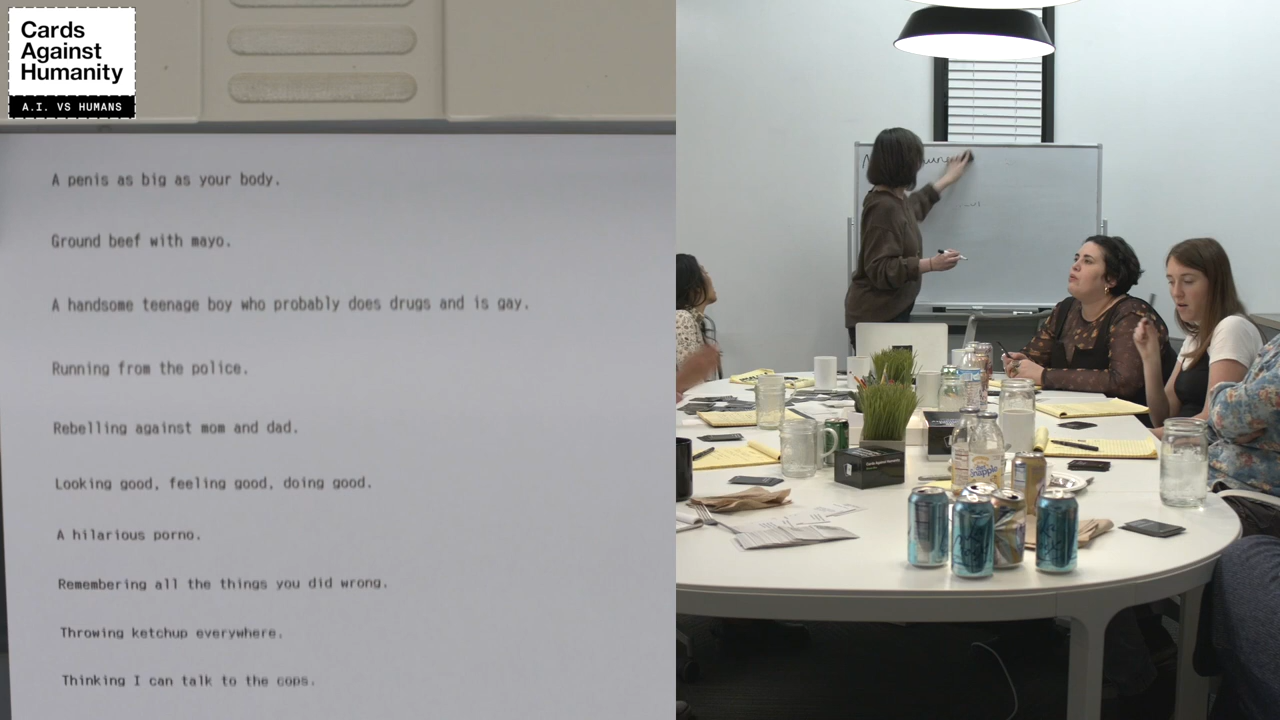 Cards
Against
Humanity
A.I. VS HUMANS
A penis as big as your body.
Ground beef with mayo.
A handsome teenage boy who probably does drugs and is gay.
Running from the police.
Rebelling against mom and dad.
Looking good, feeling good, doing good.
A hilarious porno.
Remembering all the things you did wrong.
Throwing ketchup everywhere.
Thinking I can talk to the cops.
Snapple